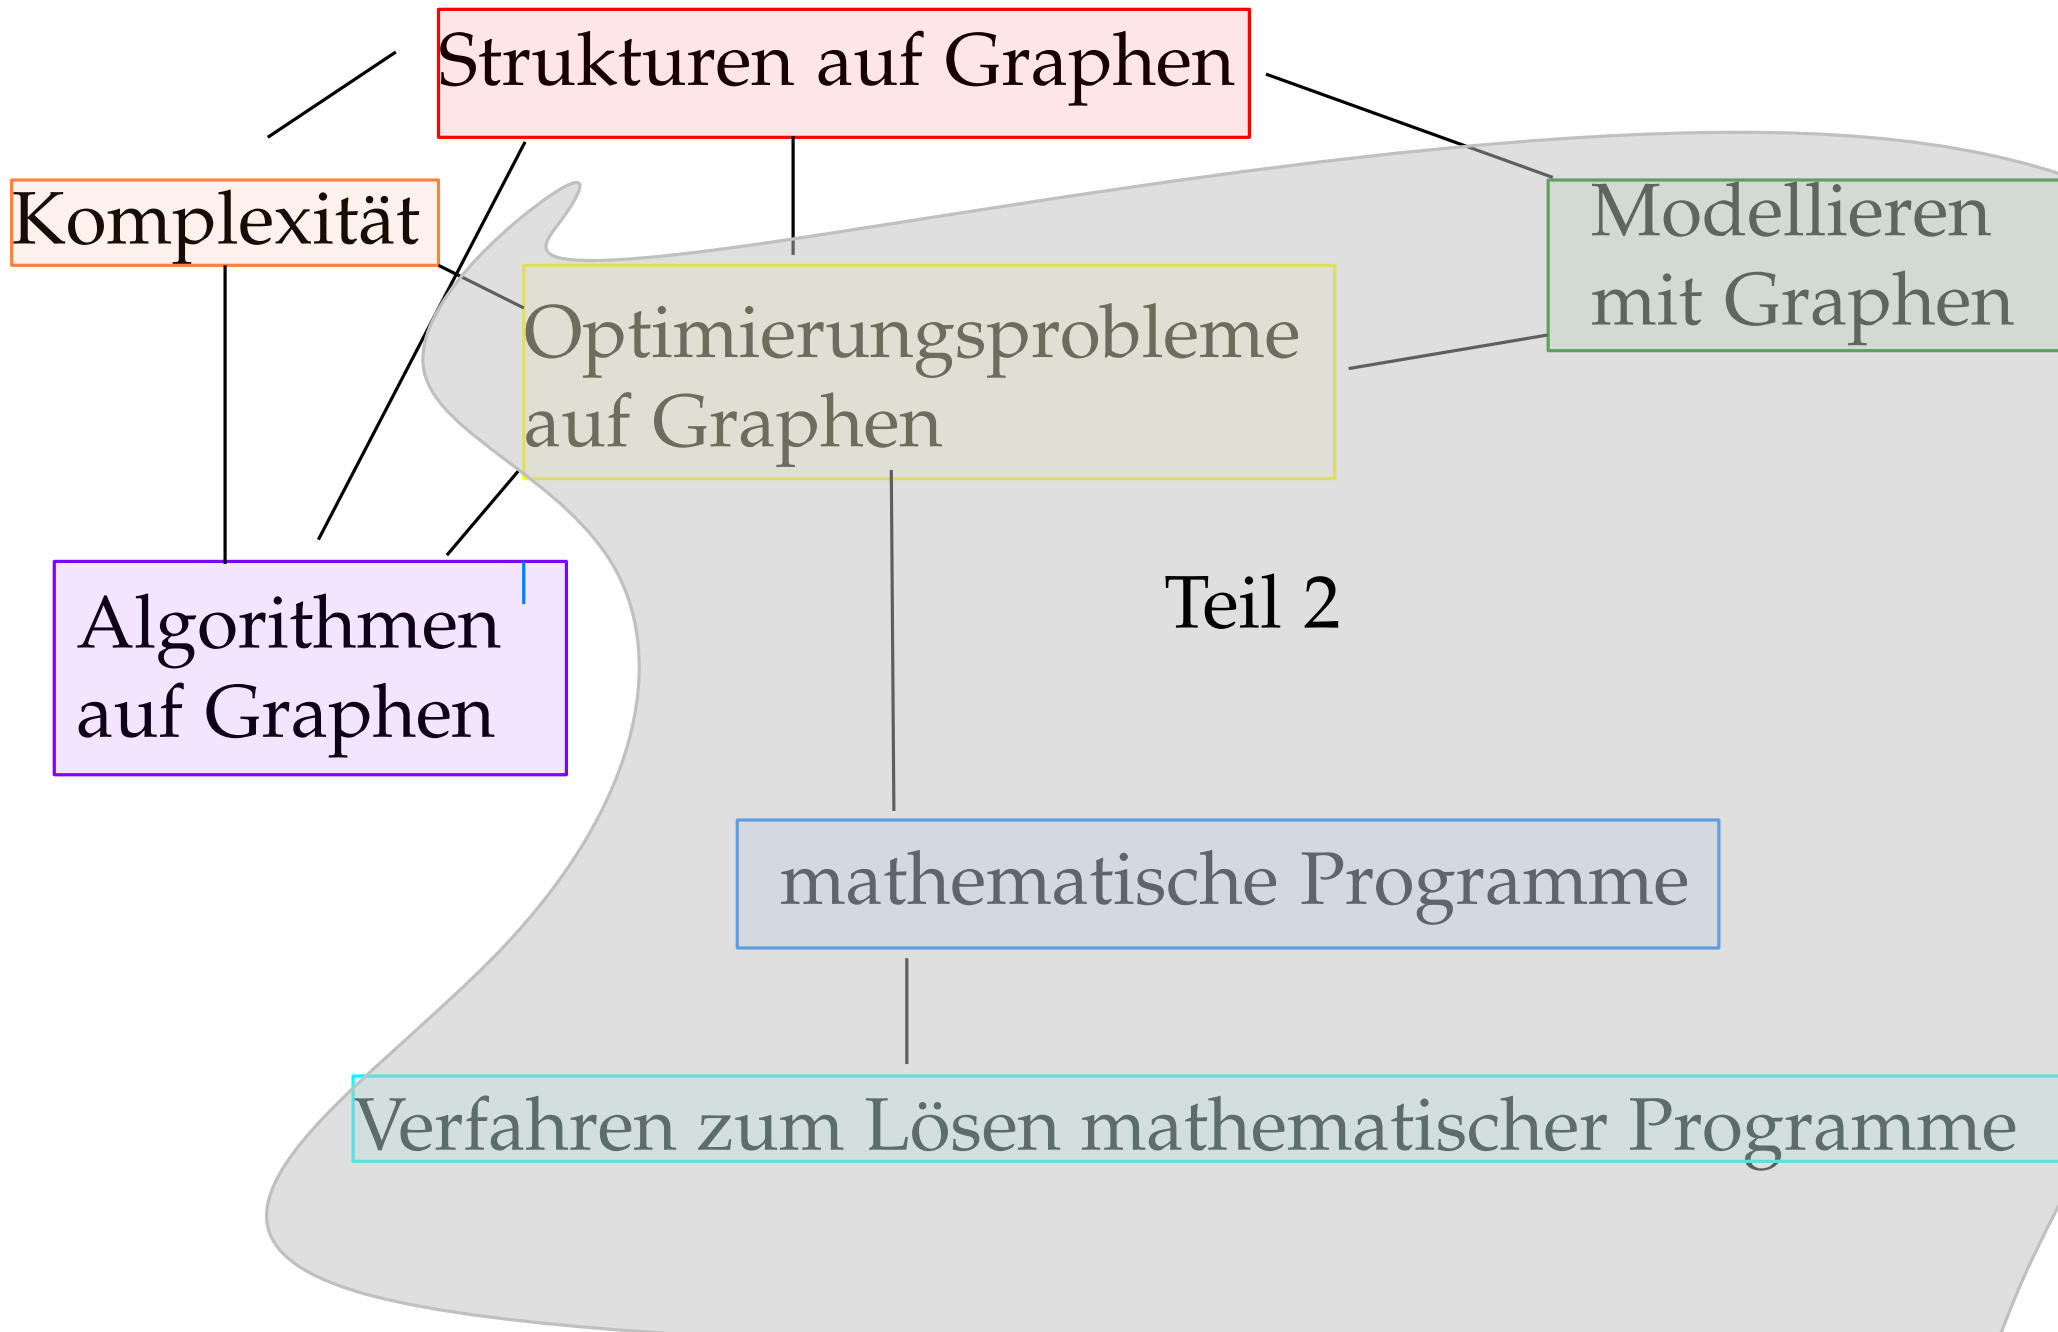 Strukturen auf Graphen
Komplexität
Modellieren
mit Graphen
Optimierungsprobleme
auf Graphen
Teil 2
Algorithmen
auf Graphen
mathematische Programme
Verfahren zum Lösen mathematischer Programme